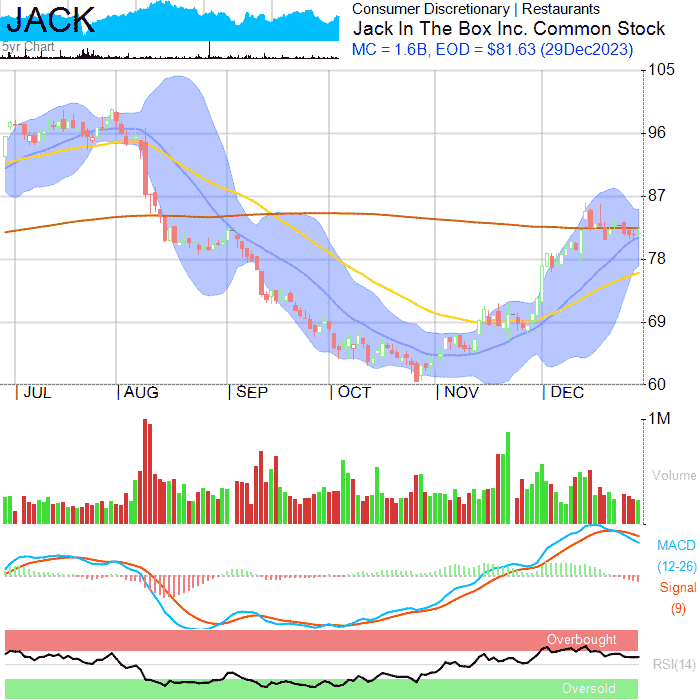 JACK
5yr Chart
Consumer Discretionary | Restaurants
Jack In The Box Inc. Common Stock
MC = 1.6B, EOD = $81.63 (29Dec2023)
105
96
87
78
69
60
JUL AUG SEP OCT NOV DEC
1M
Volume
MACD
(12-26)
Signal
(9)
Overbought
RSI(14)
Oversold